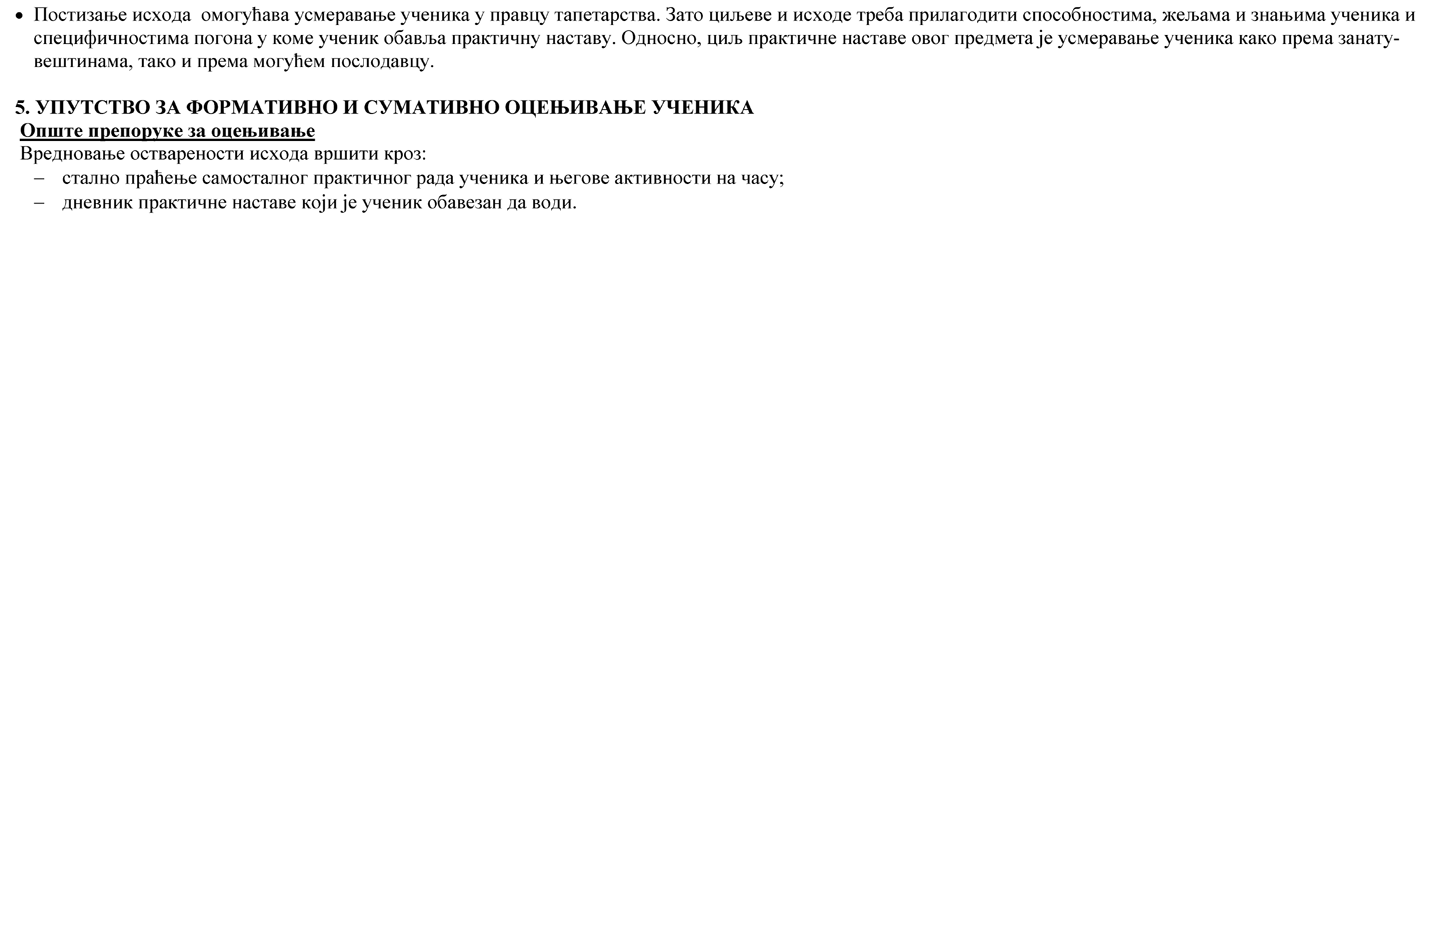 • Постизање исхода  омогућава усмеравање ученика у правцу тапетарства. Зато циљеве и исходе треба прилагодити способностима, жељама и знањима ученика и
специфичностима погона у коме ученик обавља практичну наставу. Односно, циљ практичне наставе овог предмета је усмеравање ученика како према занату-
вештинама, тако и према могућем послодавцу.
5. УПУТСТВО ЗА ФОРМАТИВНО И СУМАТИВНО ОЦЕЊИВАЊЕ УЧЕНИКА
Опште препоруке за оцењивање
Вредновање остварености исхода вршити кроз:
– стално праћење самосталног практичног рада ученика и његове активности на часу;
– дневник практичне наставе који је ученик обавезан да води.